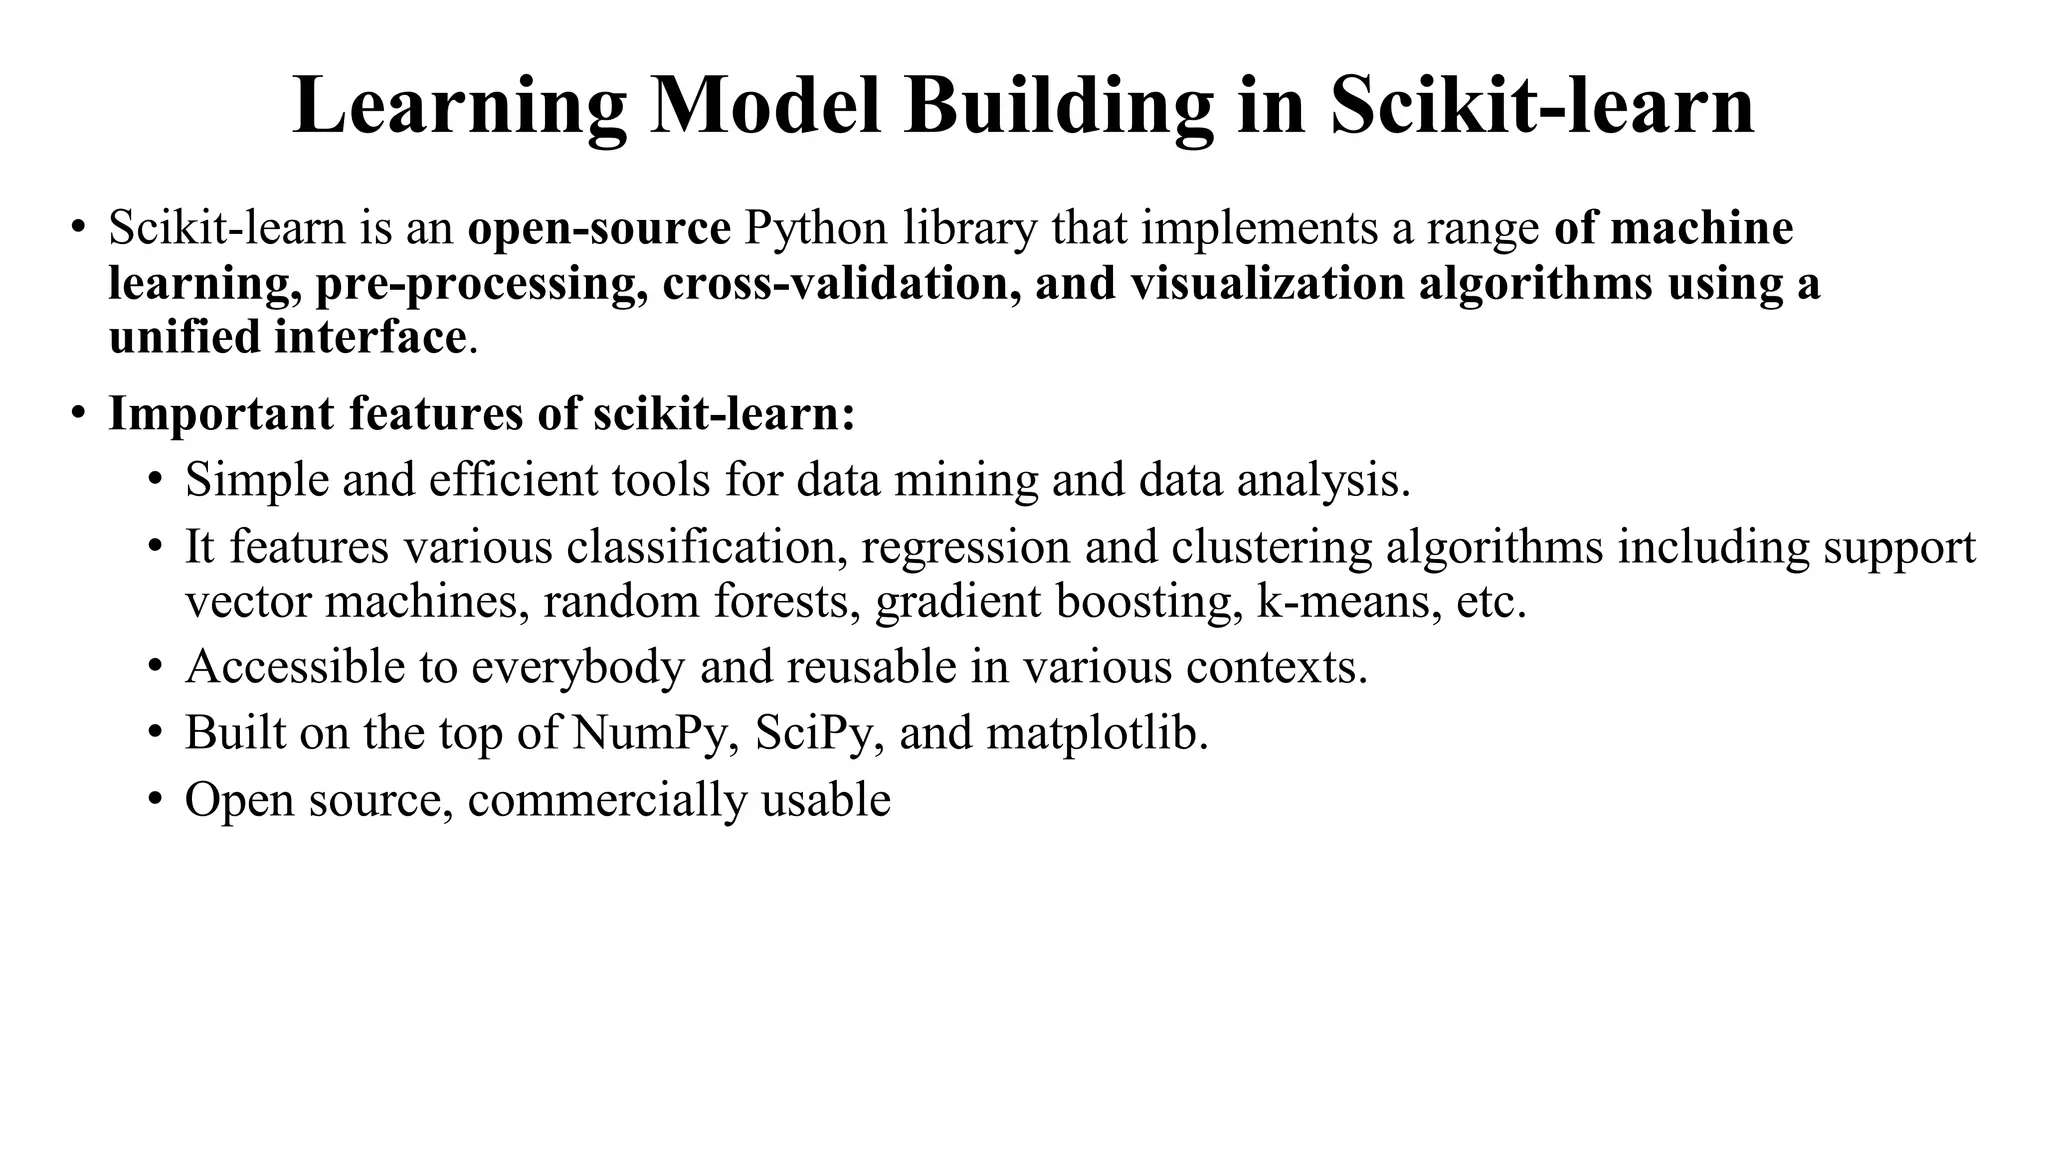 Learning Model Building in Scikit-learn
• Scikit-learn is an open-source Python library that implements a range of machine
learning, pre-processing, cross-validation, and visualization algorithms using a
unified interface.
• Important features of scikit-learn:
• Simple and efficient tools for data mining and data analysis.
• It features various classification, regression and clustering algorithms including support
vector machines, random forests, gradient boosting, k-means, etc.
• Accessible to everybody and reusable in various contexts.
• Built on the top of NumPy, SciPy, and matplotlib.
• Open source, commercially usable